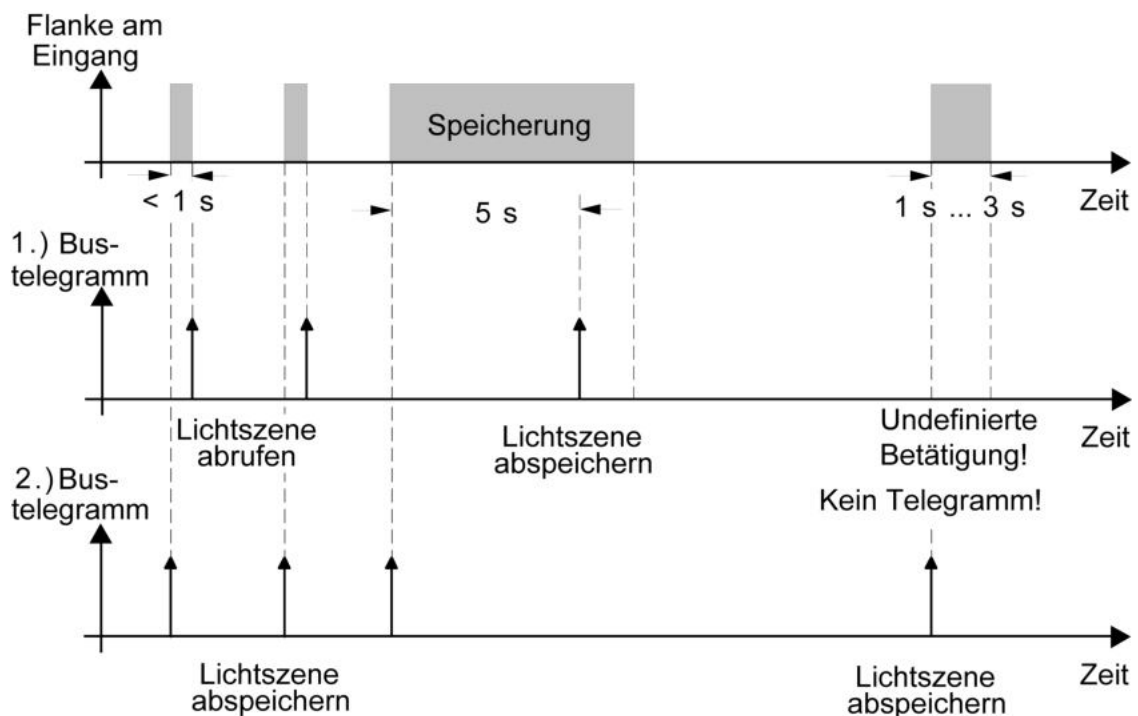 Flanke am
Eingang
Speicherung
< 1 s
5 s
1 s ... 3 s
Zeit
1.) Bus-
telegramm
Lichtszene
abrufen
Lichtszene
abspeichern
Undefinierte
Betätigung!
Zeit
Kein Telegramm!
2.) Bus-
telegramm
Lichtszene
abspeichern
Lichtszene
abspeichern
Zeit